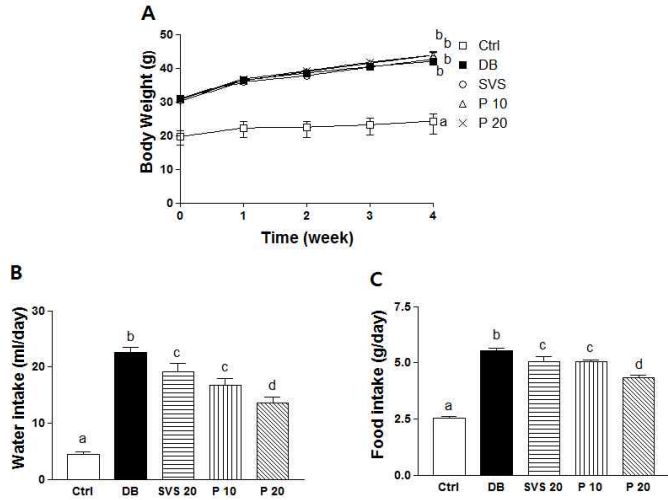 A
Body Weight (g)
50
40
30
20
10
0
0 1 2 3 4
Time (week)
b
b
b
b
a
Ctrl
DB
SVS
P 10
P 20
B
Water intake (ml/day)
30
20
10
0
a b c c d
Ctrl DB SVS 20 P 10 P 20
C
Food intake (g/day)
7.5
5.0
2.5
0.0
a b c c d
Ctrl DB SVS 20 P 10 P 20